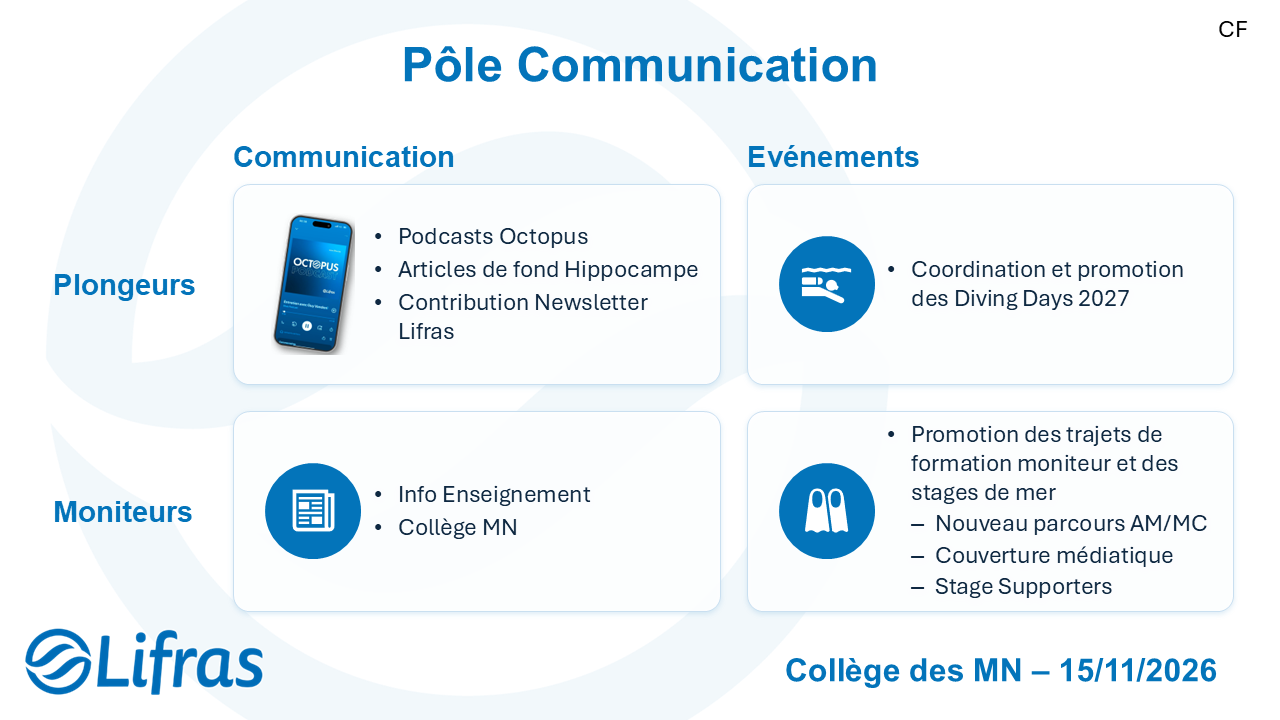 CF
Pôle Communication
Communication
Evénements
Plongeurs
OCTOPUS
• Podcasts Octopus
• Articles de fond Hippocampe
• Contribution Newsletter
Lifras
• Coordination et promotion
des Diving Days 2027
Moniteurs
• Info Enseignement
• Collège MN
• Promotion des trajets de
formation moniteur et des
stages de mer
– Nouveau parcours AM/MC
– Couverture médiatique
– Stage Supporters
Lifras
Collège des MN – 15/11/2026